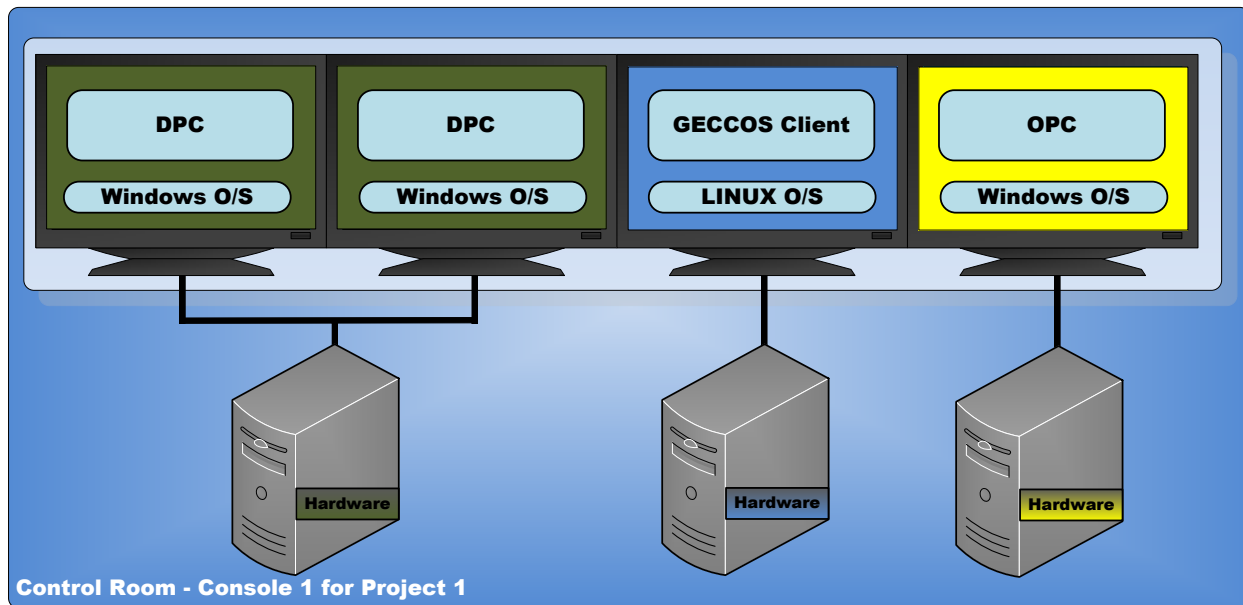 DPC
DPC
GECCOS Client
OPC
Windows O/S
Windows O/S
LINUX O/S
Windows O/S
Hardware
Hardware
Hardware
Control Room - Console 1 for Project 1